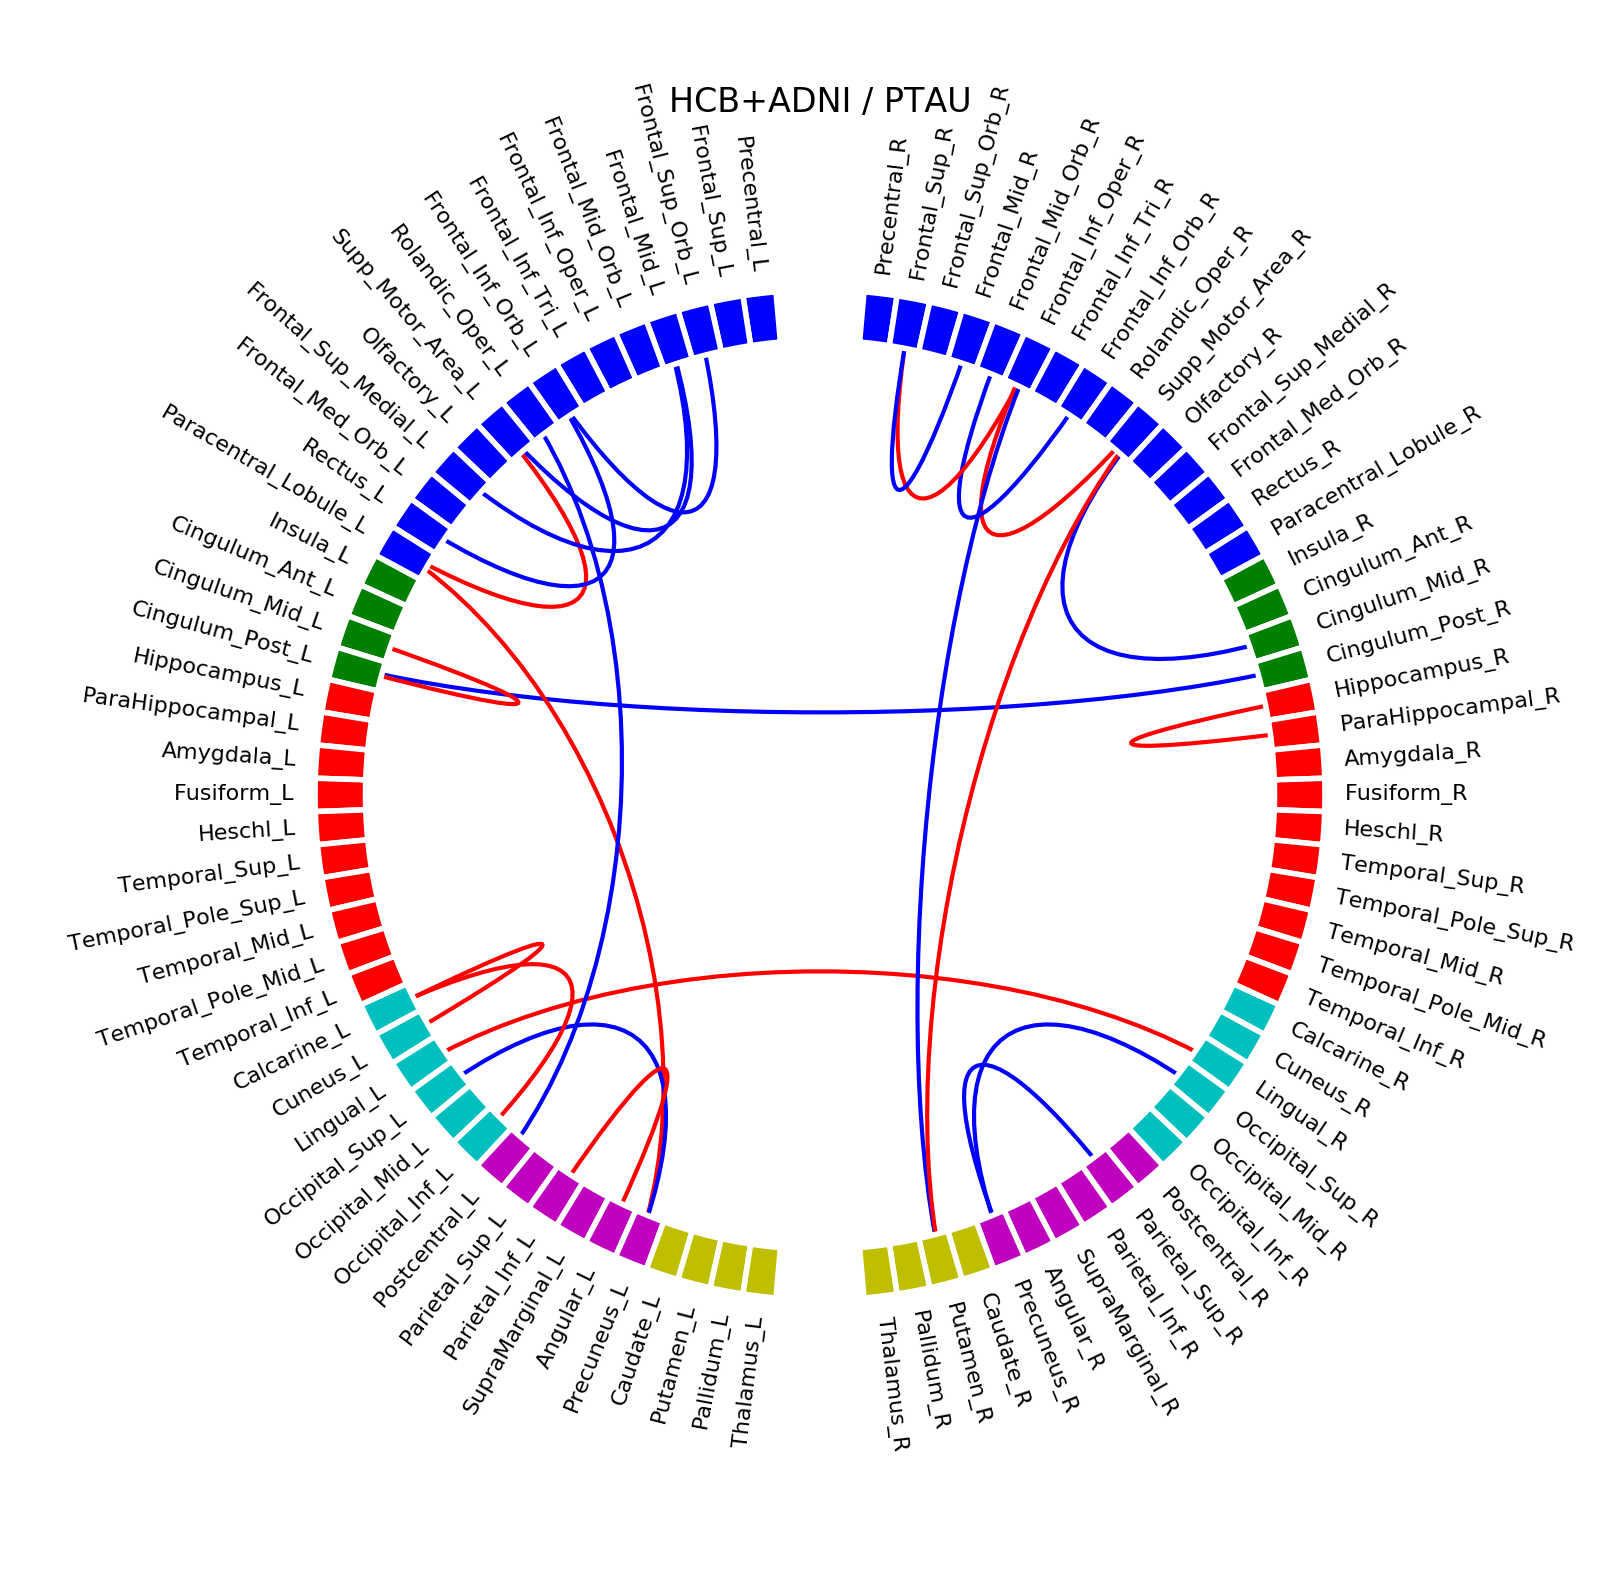 HCB+ADNI / PTAU
Precentral_L
Frontal_Sup_L
Frontal_Sup_Orb_L
Frontal_Mid_L
Frontal_Mid_Orb_L
Frontal_Inf_Oper_L
Frontal_Inf_Tri_L
Frontal_Inf_Orb_L
Rolandic_Oper_L
Supp_Motor_Area_L
Olfactory_L
Frontal_Sup_Medial_L
Frontal_Med_Orb_L
Rectus_L
Paracentral_Lobule_L
Insula_L
Cingulum_Ant_L
Cingulum_Mid_L
Cingulum_Post_L
Hippocampus_L
ParaHippocampal_L
Amygdala_L
Fusiform_L
Heschl_L
Temporal_Sup_L
Temporal_Pole_Sup_L
Temporal_Mid_L
Temporal_Pole_Mid_L
Temporal_Inf_L
Calcarine_L
Cuneus_L
Lingual_L
Occipital_Sup_L
Occipital_Mid_L
Occipital_Inf_L
Postcentral_L
Parietal_Sup_L
Parietal_Inf_L
SupraMarginal_L
Angular_L
Precuneus_L
Caudate_L
Putamen_L
Pallidum_L
Thalamus_L
Thalamus_R
Pallidum_R
Putamen_R
Caudate_R
Precuneus_R
Angular_R
SupraMarginal_R
Parietal_Inf_R
Parietal_Sup_R
Postcentral_R
Occipital_Inf_R
Occipital_Mid_R
Occipital_Sup_R
Lingual_R
Cuneus_R
Calcarine_R
Temporal_Inf_R
Temporal_Pole_Mid_R
Temporal_Mid_R
Temporal_Pole_Sup_R
Temporal_Sup_R
Heschl_R
Fusiform_R
Amygdala_R
ParaHippocampal_R
Hippocampus_R
Cingulum_Post_R
Cingulum_Mid_R
Cingulum_Ant_R
Insula_R
Paracentral_Lobule_R
Rectus_R
Frontal_Med_Orb_R
Frontal_Sup_Medial_R
Olfactory_R
Supp_Motor_Area_R
Rolandic_Oper_R
Frontal_Inf_Orb_R
Frontal_Inf_Tri_R
Frontal_Inf_Oper_R
Frontal_Mid_Orb_R
Frontal_Mid_R
Frontal_Sup_Orb_R
Frontal_Sup_R
Precentral_R